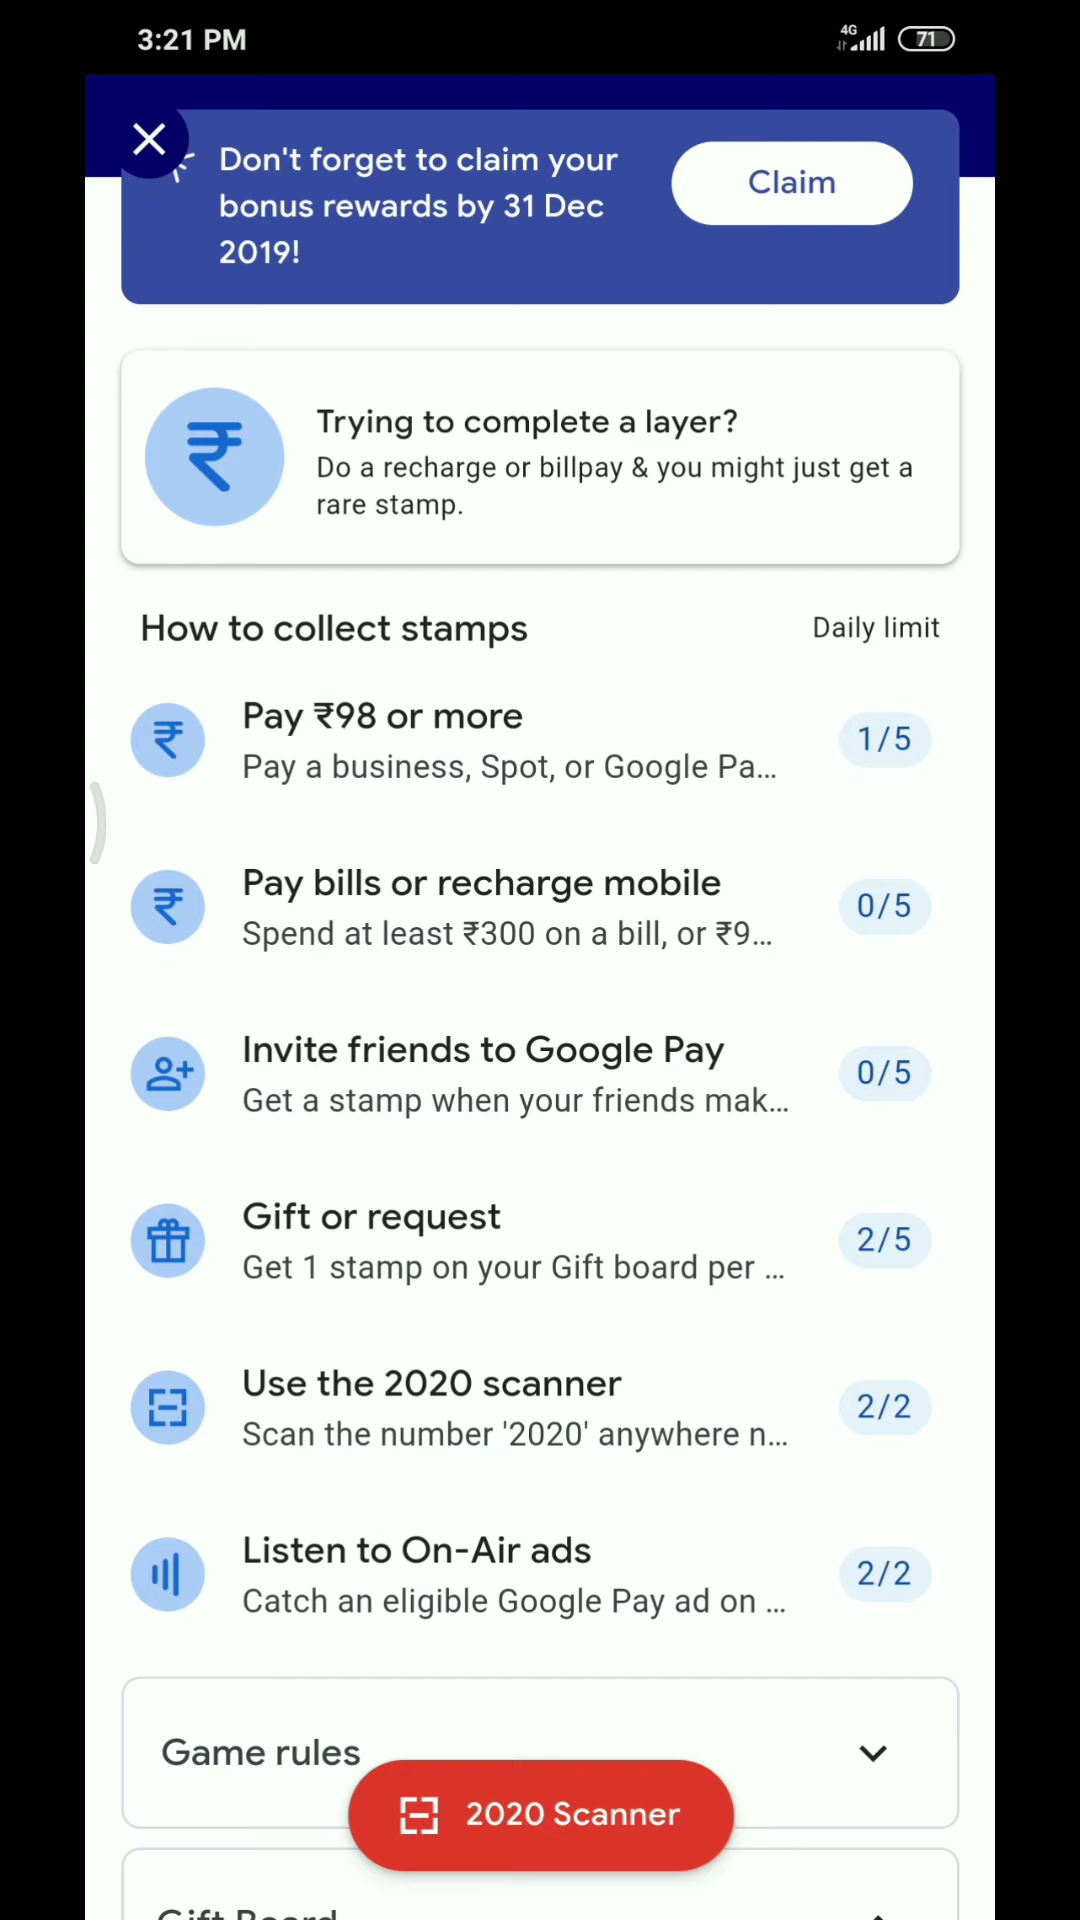 3:21 PM
4G
71
Don't forget to claim your
bonus rewards by 31 Dec
2019!
Claim
Trying to complete a layer?
Do a recharge or billpay & you might just get a
rare stamp.
How to collect stamps
Daily limit
Pay ₹98 or more
1/5
Pay a business, Spot, or Google Pa...
Pay bills or recharge mobile
0/5
Spend at least ₹300 on a bill, or ₹9...
Invite friends to Google Pay
0/5
Get a stamp when your friends mak...
Gift or request
2/5
Get 1 stamp on your Gift board per ...
Use the 2020 scanner
2/2
Scan the number '2020' anywhere n...
Listen to On-Air ads
2/2
Catch an eligible Google Pay ad on ...
Game rules
2020 Scanner
Gift Board